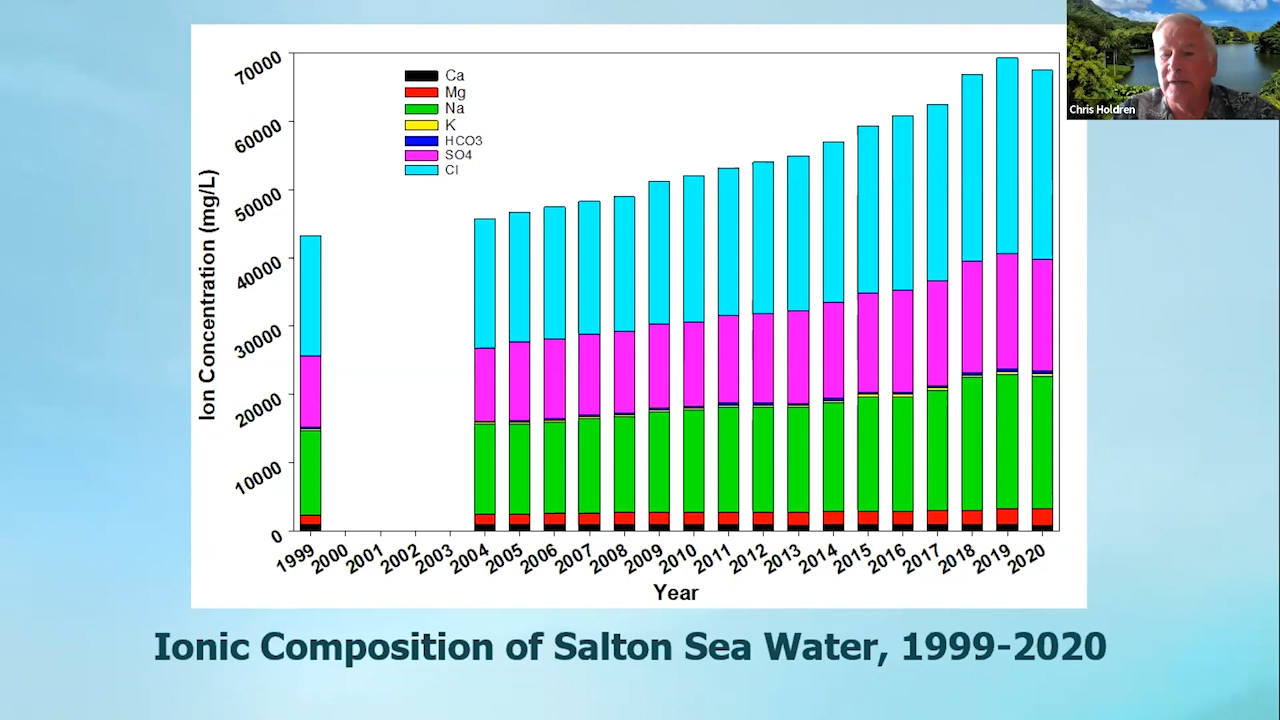 70000
60000
50000
40000
30000
20000
10000
0
Ion Concentration (mg/L)
Ca
Mg
Na
K
HCO3
SO4
Cl
1999
2000
2001
2002
2003
2004
2005
2006
2007
2008
2009
2010
2011
2012
2013
2014
2015
2016
2017
2018
2019
2020
Year
Ionic Composition of Salton Sea Water, 1999-2020
Chris Holdren